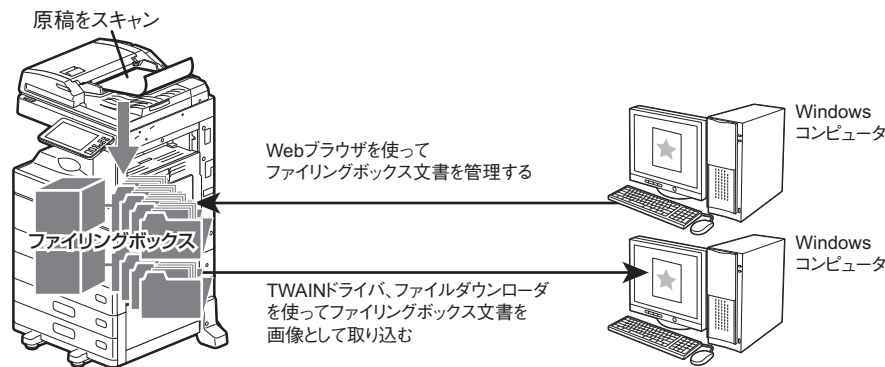 原稿をスキャン
Webブラウザを使って
ファイリングボックス文書を管理する
Windows
コンピュータ
ファイリングボックス
Windows
コンピュータ
TWAINドライバ、ファイルダウンローダ
を使ってファイリングボックス文書を
画像として取り込む